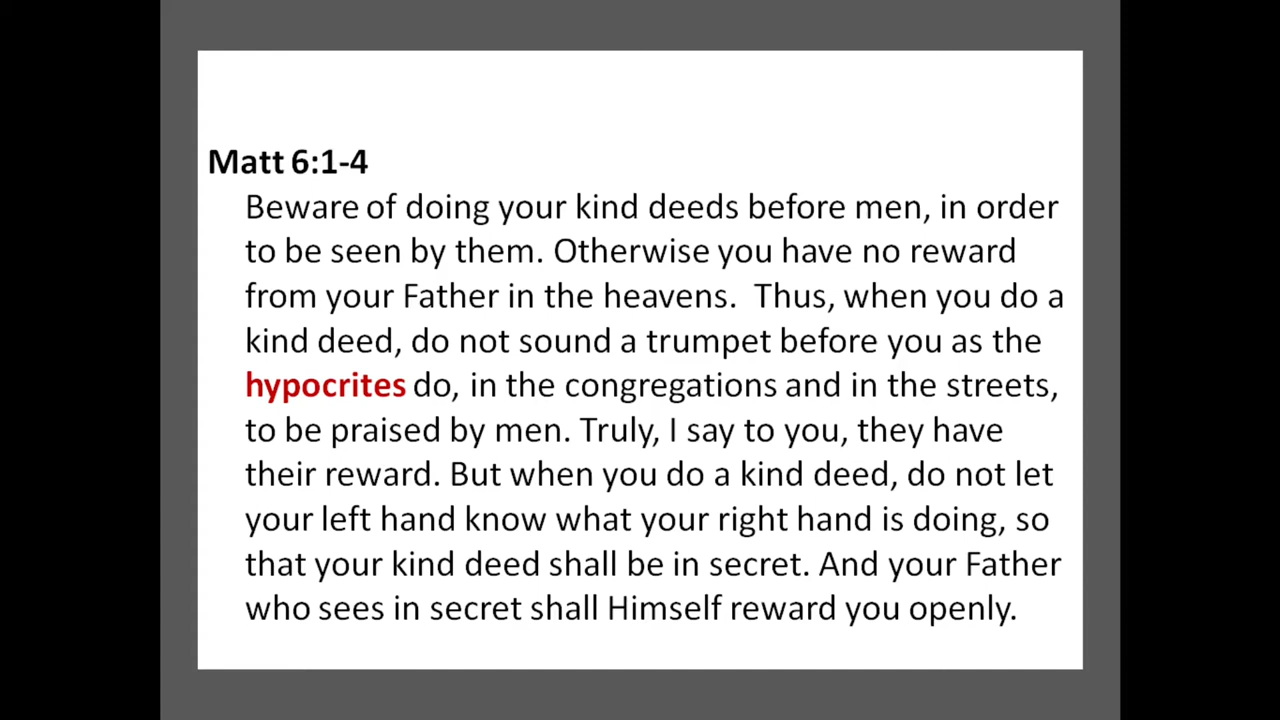 Matt 6:1-4
Beware of doing your kind deeds before men, in order
to be seen by them. Otherwise you have no reward
from your Father in the heavens.  Thus, when you do a
kind deed, do not sound a trumpet before you as the
hypocrites do, in the congregations and in the streets,
to be praised by men. Truly, I say to you, they have
their reward. But when you do a kind deed, do not let
your left hand know what your right hand is doing, so
that your kind deed shall be in secret. And your Father
who sees in secret shall Himself reward you openly.